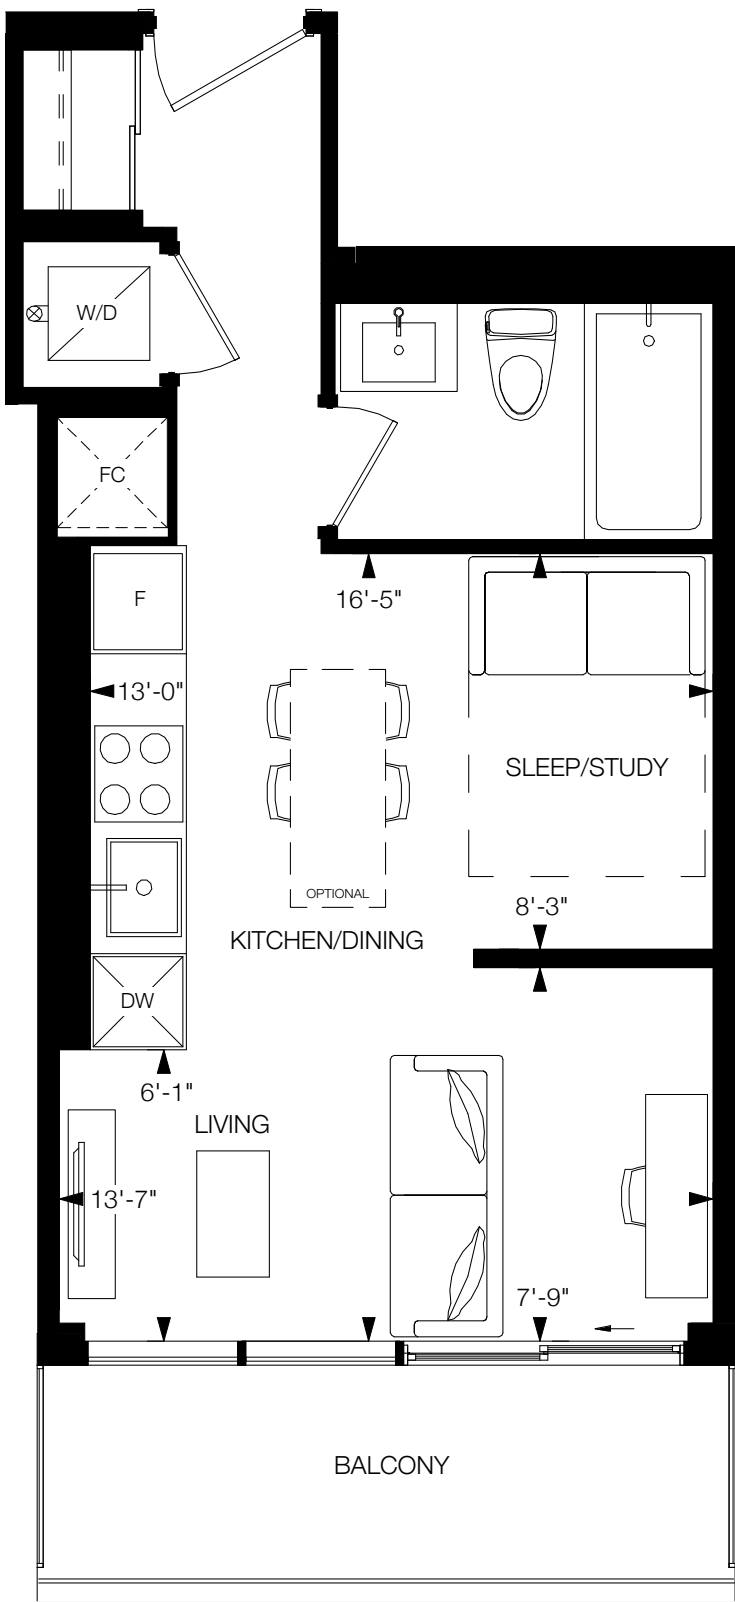 W/D
FC
F
16'-5"
13'-0"
SLEEP/STUDY
OPTIONAL
8'-3"
KITCHEN/DINING
DW
6'-1"
LIVING
13'-7"
7'-9"
BALCONY